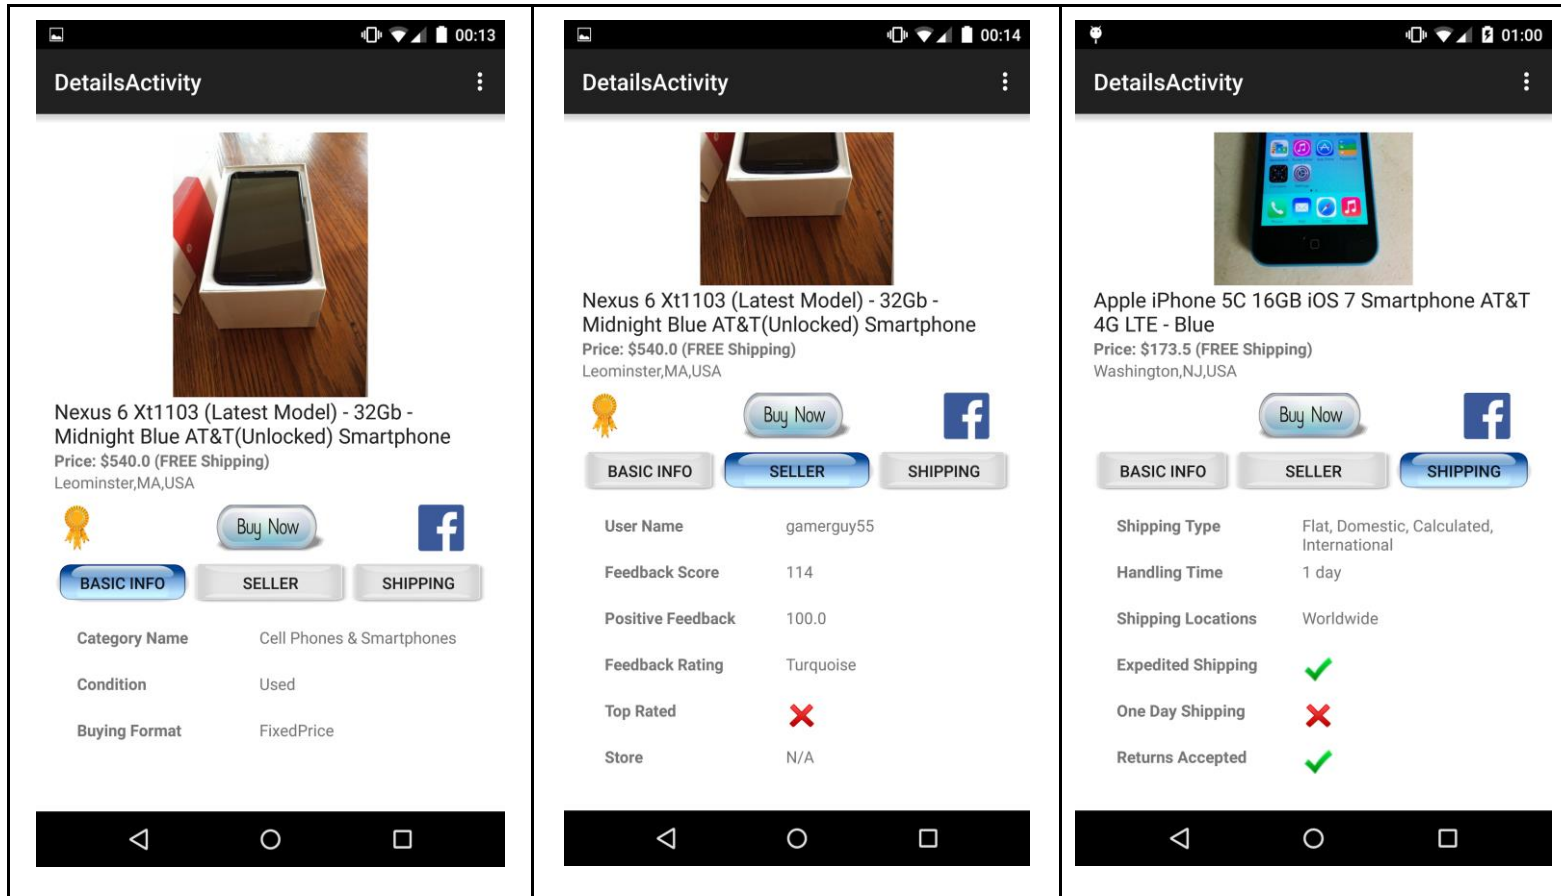 00:13
DetailsActivity
Nexus 6 Xt1103 (Latest Model) - 32Gb -
Midnight Blue AT&T(Unlocked) Smartphone
Price: $540.0 (FREE Shipping)
Leominster,MA,USA
Buy Now
f
BASIC INFO SELLER SHIPPING
Category Name Cell Phones & Smartphones
Condition Used
Buying Format FixedPrice
00:14
DetailsActivity
Nexus 6 Xt1103 (Latest Model) - 32Gb -
Midnight Blue AT&T(Unlocked) Smartphone
Price: $540.0 (FREE Shipping)
Leominster,MA,USA
Buy Now
f
BASIC INFO SELLER SHIPPING
User Name gamerguy55
Feedback Score 114
Positive Feedback 100.0
Feedback Rating Turquoise
Top Rated
Store N/A
01:00
DetailsActivity
Apple iPhone 5C 16GB iOS 7 Smartphone AT&T
4G LTE - Blue
Price: $173.5 (FREE Shipping)
Washington,NJ,USA
Buy Now
f
BASIC INFO SELLER SHIPPING
Shipping Type Flat, Domestic, Calculated,
International
Handling Time 1 day
Shipping Locations Worldwide
Expedited Shipping
One Day Shipping
Returns Accepted